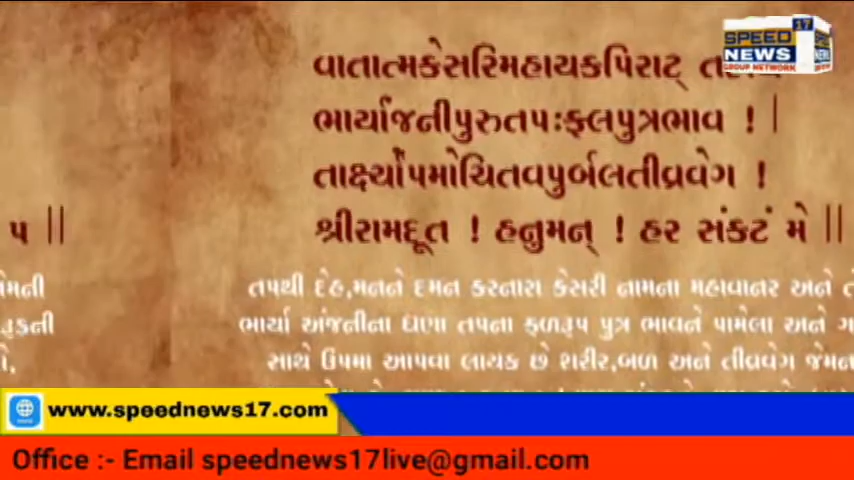 SPEED 17
NEWS
GROUP NETWORK
વાતાત્મકેસરિમહાયકપિરાટ્
ભાર્યાજનીપુરુતપઃફલપુત્રભાવ ! |
તાર્ક્ષ્યોપમોચિતવપુર્બલતીવ્રવેગ !
પ || શ્રીરામદૂત ! હનુમન્ ! હર સંકટં મે ||
તપથી દેહ,મનને દમન કરનારા કેસરી નામના મહાવાનર અને
ભાર્યા અંજનીના ઘણા તપના ફળરૂપ પુત્ર ભાવને પામેલા અને
સાથે ઉપમા આપવા લાયક છે શરીર,બળ અને તીવ્રવેગ
www.speednews17.com
Office :- Email speednews17live@gmail.com